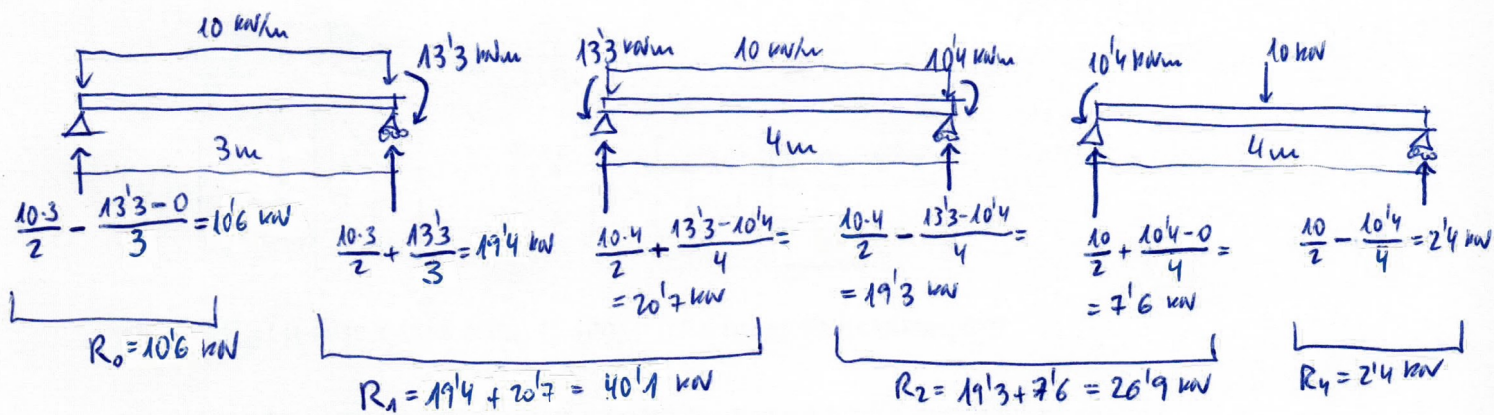 10 kN/m
13'3 kNm
13'3 kNm
10 kN/m
10'4 kNm
10'4 kNm
10 kN
3m
4m
4m
10·3/2 - 13'3-0/3 = 10'6 kN
10·3/2 + 13'3/3 = 19'4 kN
10·4/2 + 13'3-10'4/4 =
= 20'7 kN
10·4/2 - 13'3-10'4/4 =
= 19'3 kN
10/2 + 10'4-0/4 =
= 7'6 kN
10/2 - 10'4/4 = 2'4 kN
R₀=10'6 kN
R₁=19'4 + 20'7 = 40'1 kN
R₂=19'3+7'6 = 26'9 kN
R₄=2'4 kN